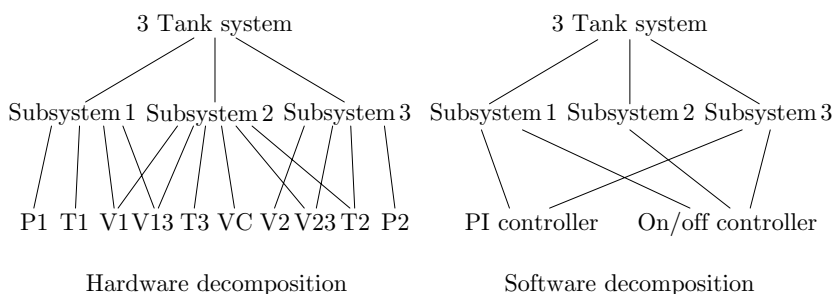 3 Tank system 3 Tank system
Subsystem 1 Subsystem 2 Subsystem 3 Subsystem 1 Subsystem 2 Subsystem 3
P1 T1 V1 V13 T3 VC V2 V23 T2 P2 PI controller On/off controller
Hardware decomposition Software decomposition